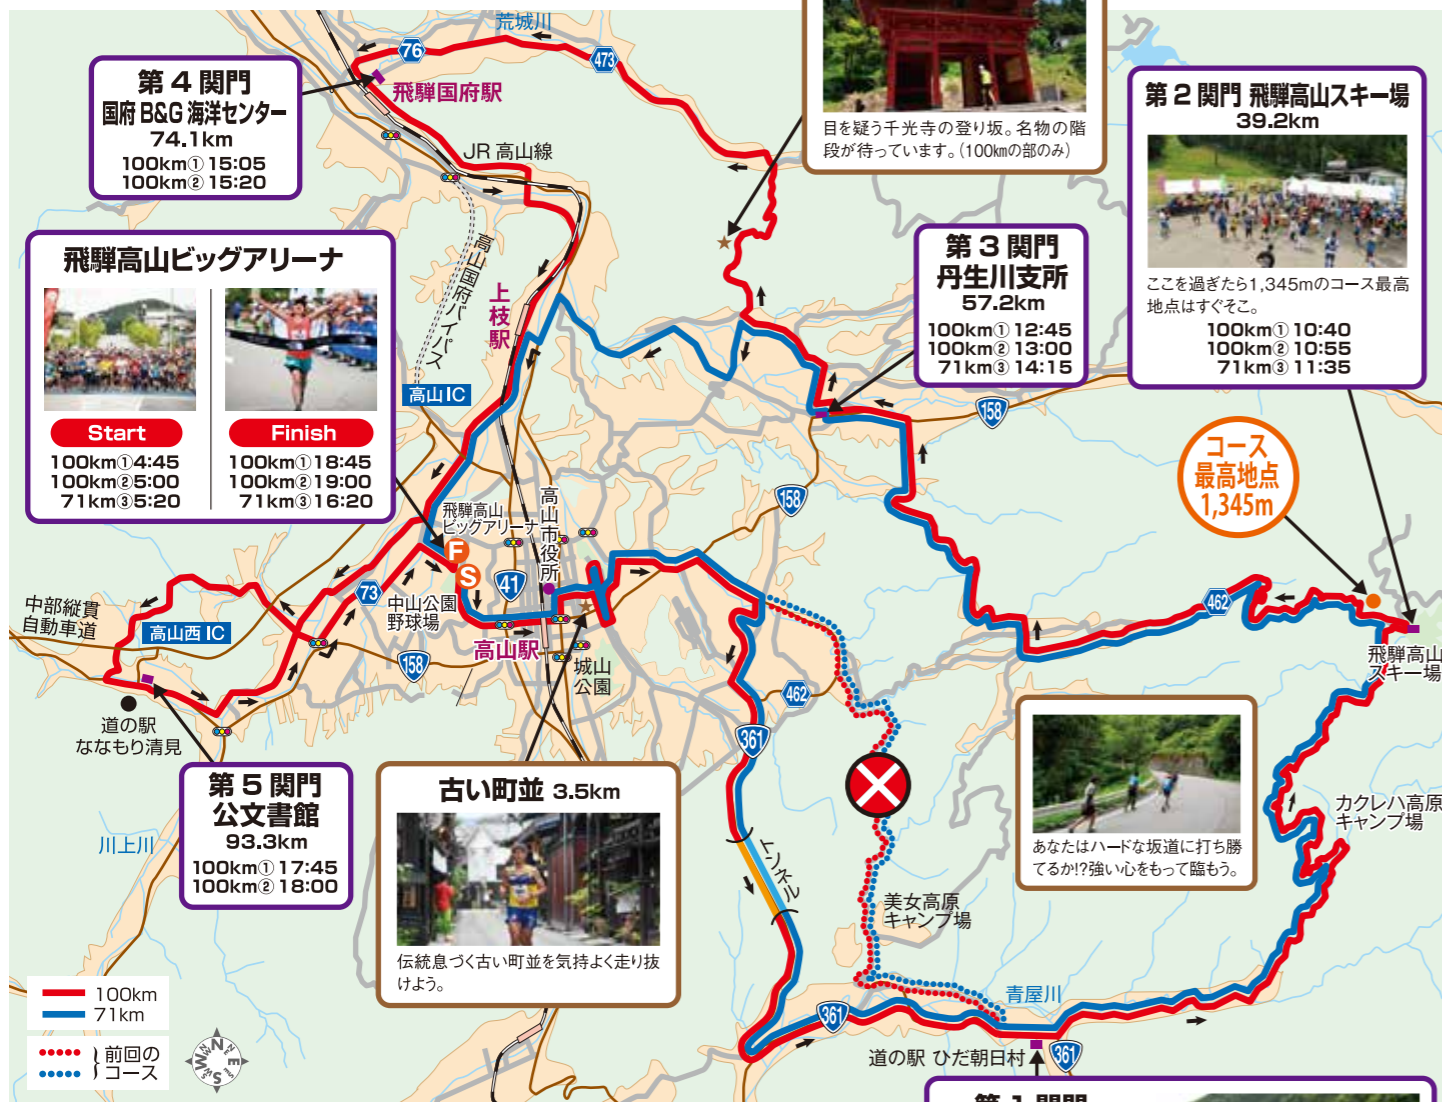 荒城川
76
473
第4関門
国府B&G海洋センター
74.1km
100km① 15:05
100km② 15:20
飛騨国府駅
JR高山線
目を疑う千光寺の登り坂。名物の階
段が待っています。(100kmの部のみ)
第2関門 飛騨高山スキー場
39.2km
ここを過ぎたら1,345mのコース最高
地点はすぐそこ。
100km① 10:40
100km② 10:55
71km③ 11:35
第3関門
丹生川支所
57.2km
100km① 12:45
100km② 13:00
71km③ 14:15
飛騨高山ビッグアリーナ
Start
100km①4:45
100km②5:00
71km③5:20
Finish
100km①18:45
100km②19:00
71km③16:20
高山国府バイパス
上枝駅
高山IC
158
コース
最高地点
1,345m
158
飛騨高山
ビッグアリーナ
高山市役所
F
S
41
73
中山公園
野球場
高山駅
城山
公園
158
中部縦貫
自動車道
高山西IC
道の駅
ななもり清見
462
飛騨高山
スキー場
462
361
第5関門
公文書館
93.3km
100km① 17:45
100km② 18:00
川上川
古い町並 3.5km
伝統息づく古い町並を気持よく走り抜
けよう。
トンネル
美女高原
キャンプ場
あなたはハードな坂道に打ち勝
てるか!?強い心をもって臨もう。
カクレハ高原
キャンプ場
青屋川
361
道の駅 ひだ朝日村
361
100km
71km
前回の
コース
N
E
S
W
第1関門